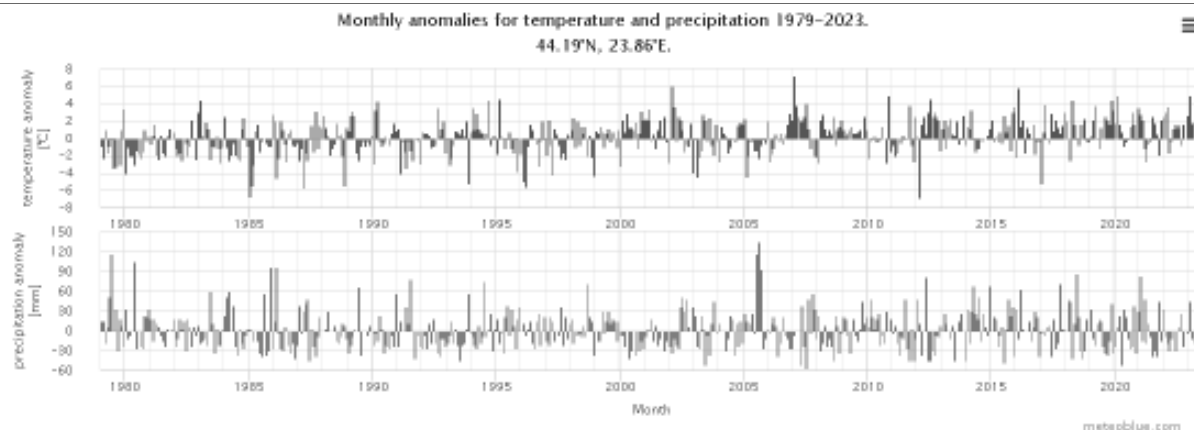 Monthly anomalies for temperature and precipitation 1979-2023.
44.19°N, 23.86°E.
temperature anomaly
[°C]
8
6
4
2
0
-2
-4
-6
-8
1980 1985 1990 1995 2000 2005 2010 2015 2020
precipitation anomaly
[mm]
150
120
90
60
30
0
-30
-60
1980 1985 1990 1995 2000 2005 2010 2015 2020
Month
meteoblue.com